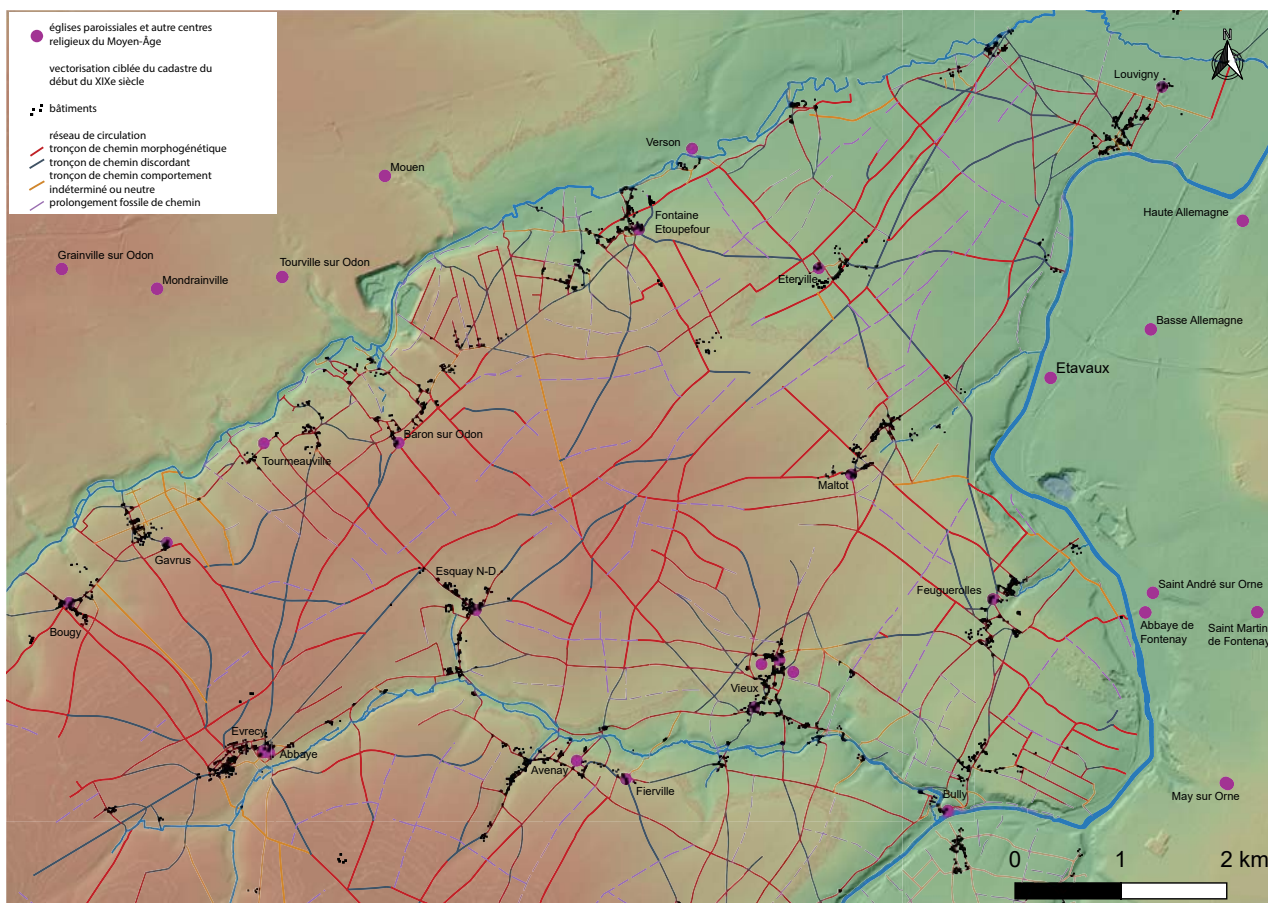 églises paroissiales et autre centres
religieux du Moyen-Âge
vectorisation ciblée du cadastre du
début du XIXe siècle
bâtiments
réseau de circulation
tronçon de chemin morphogénétique
tronçon de chemin discordant
tronçon de chemin comportement
indéterminé ou neutre
prolongement fossile de chemin
N
Louvigny
Verson
Mouen
Haute Allemagne
Fontaine
Etoupefour
Grainville sur Odon
Tourville sur Odon
Mondrainville
Eterville
Basse Allemagne
Etavaux
Baron sur Odon
Tourmeauville
Maltot
Gavrus
Esquay N-D
Feuguerolles
Saint André sur Orne
Abbaye de
Fontenay
Saint Martin
de Fontenay
Bougy
Vieux
Evrecy
Abbaye
Avenay
Fierville
Bully
May sur Orne
0 1 2 km